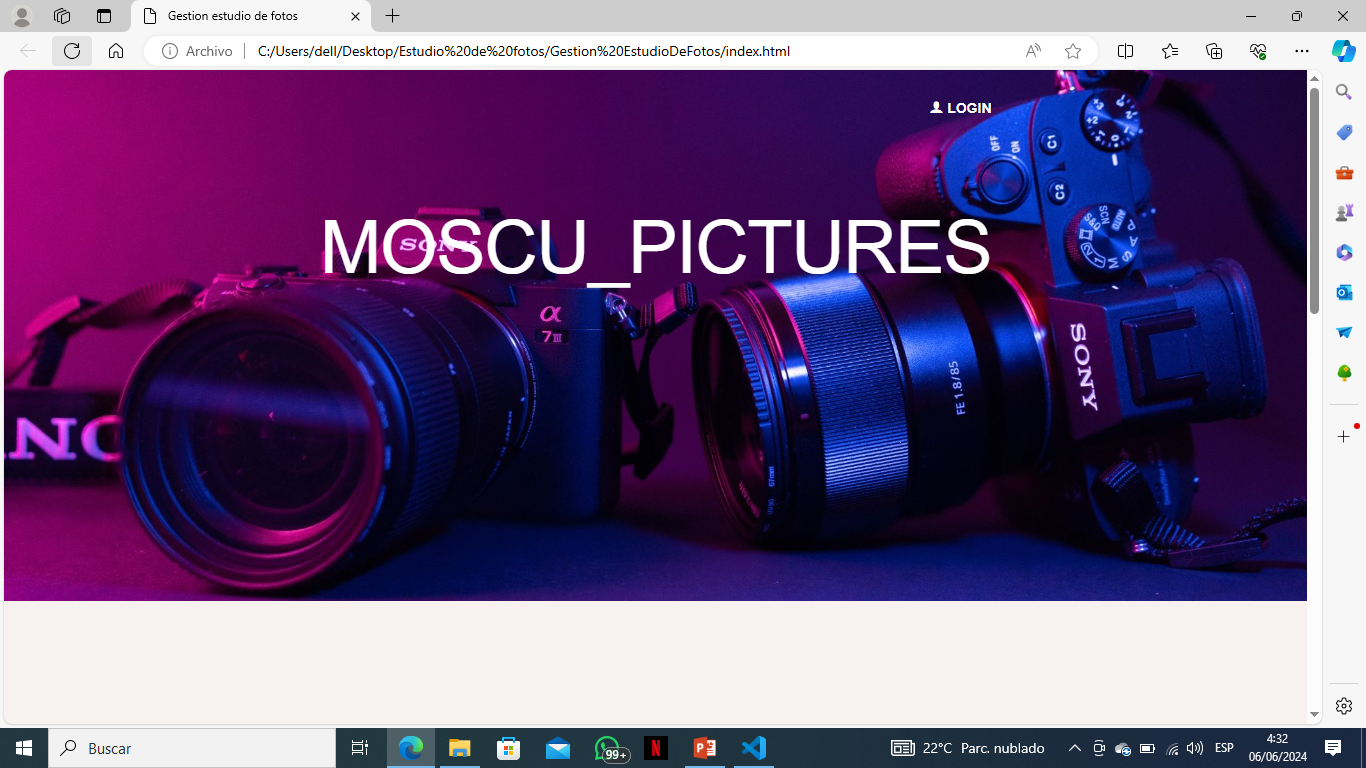 Gestion estudio de fotos
Archivo
C:/Users/dell/Desktop/Estudio%20de%20fotos/Gestion%20EstudioDeFotos/index.html
LOGIN
MOSCU_PICTURES
SONY
α
7III
OFF
ON
C1
C2
SONY
FE 1.8/85
67mm
Buscar
99+
22°C Parc. nublado
ESP
4:32
06/06/2024